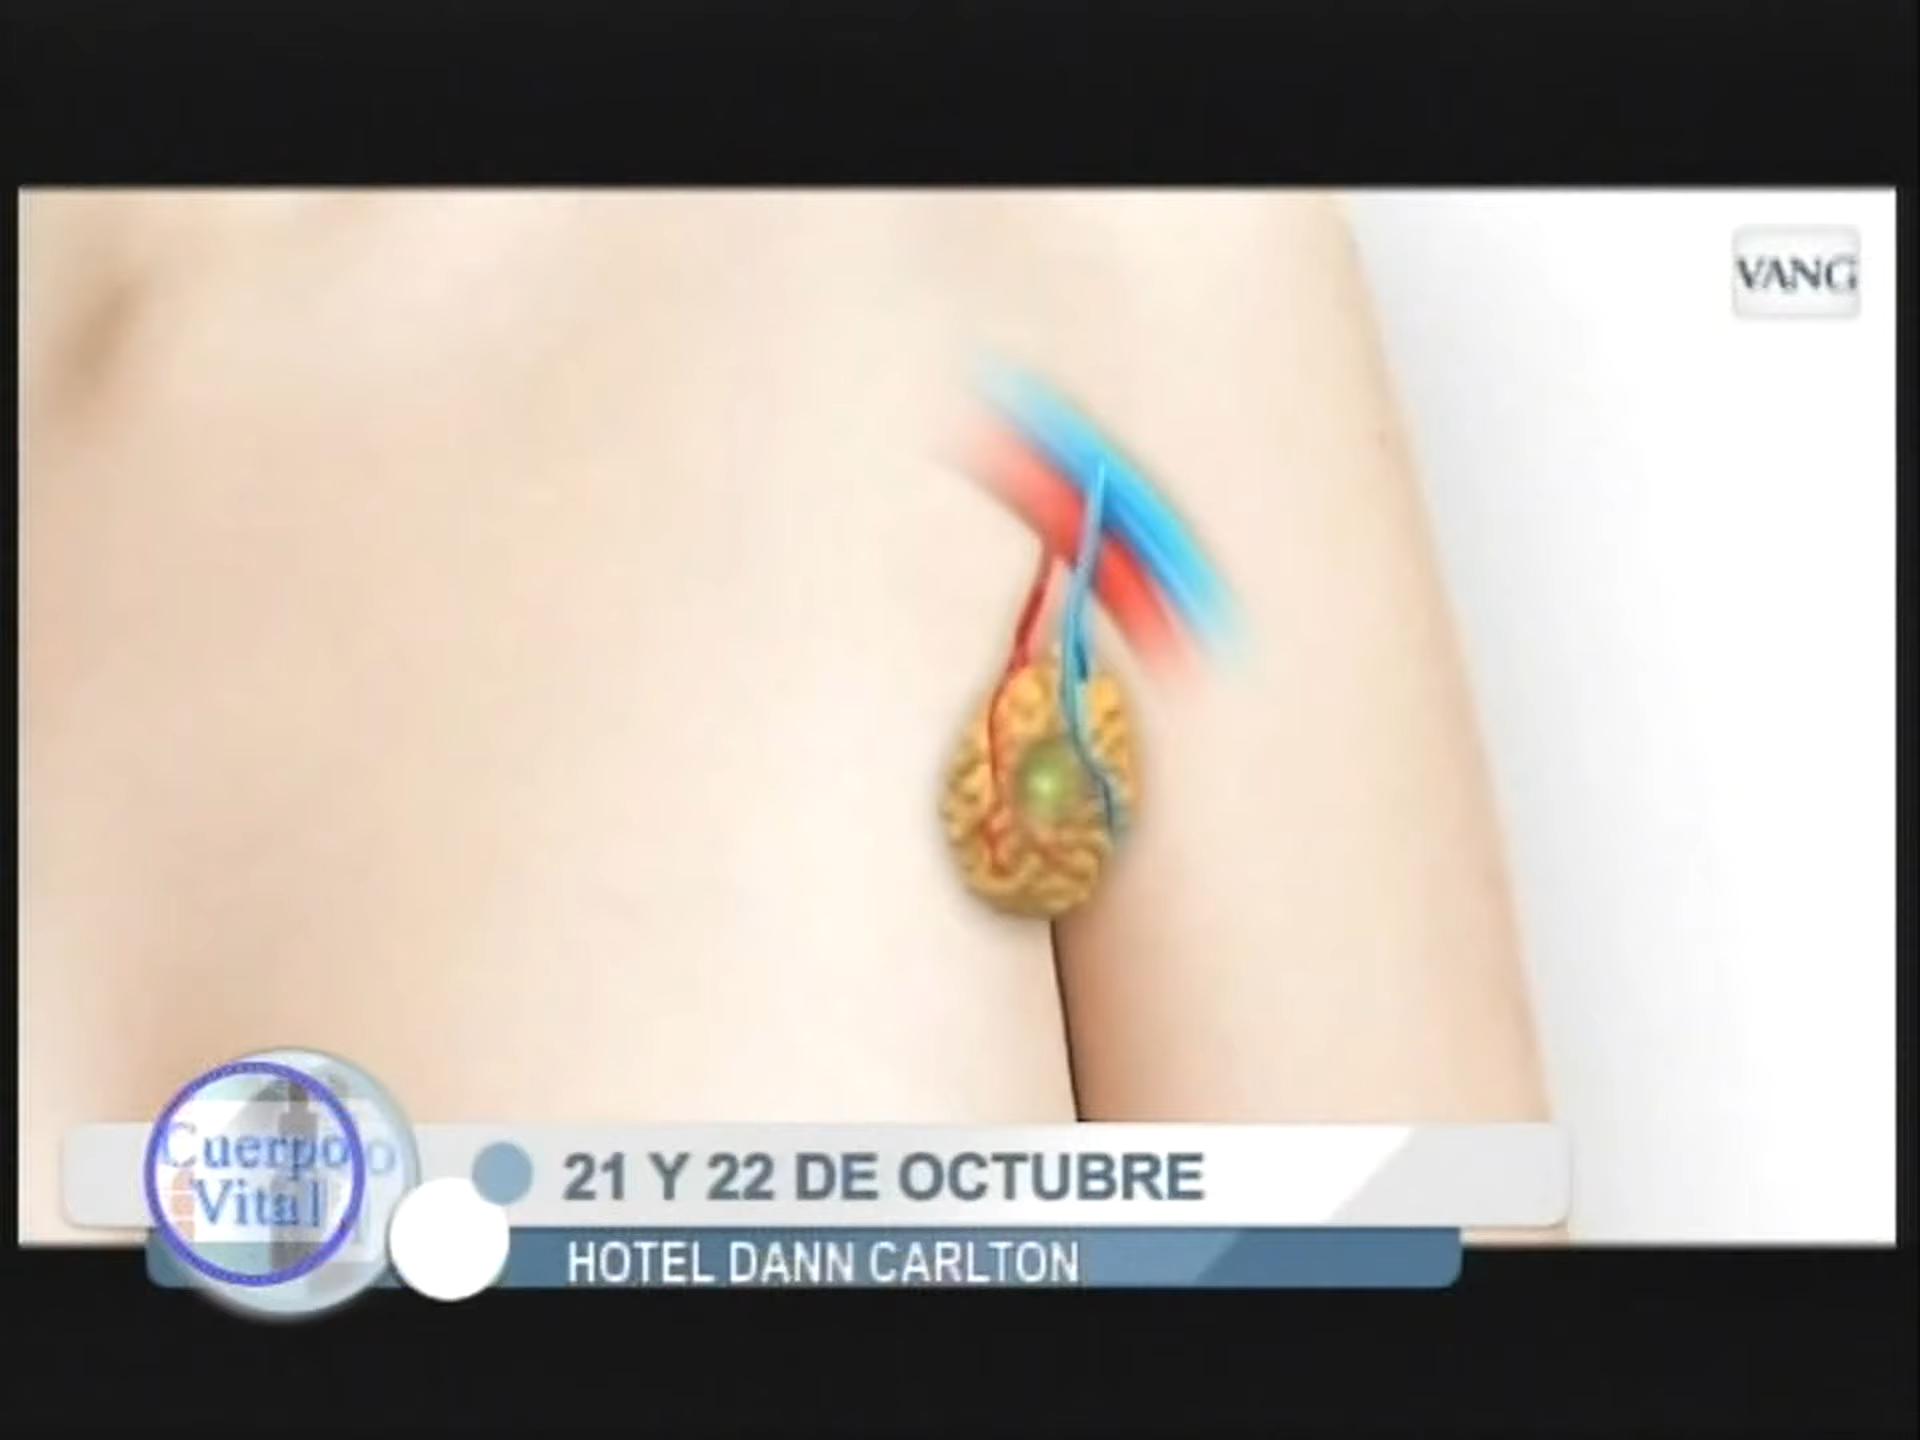 VANG
Cuerpo
Vital
21 Y 22 DE OCTUBRE
HOTEL DANN CARLTON